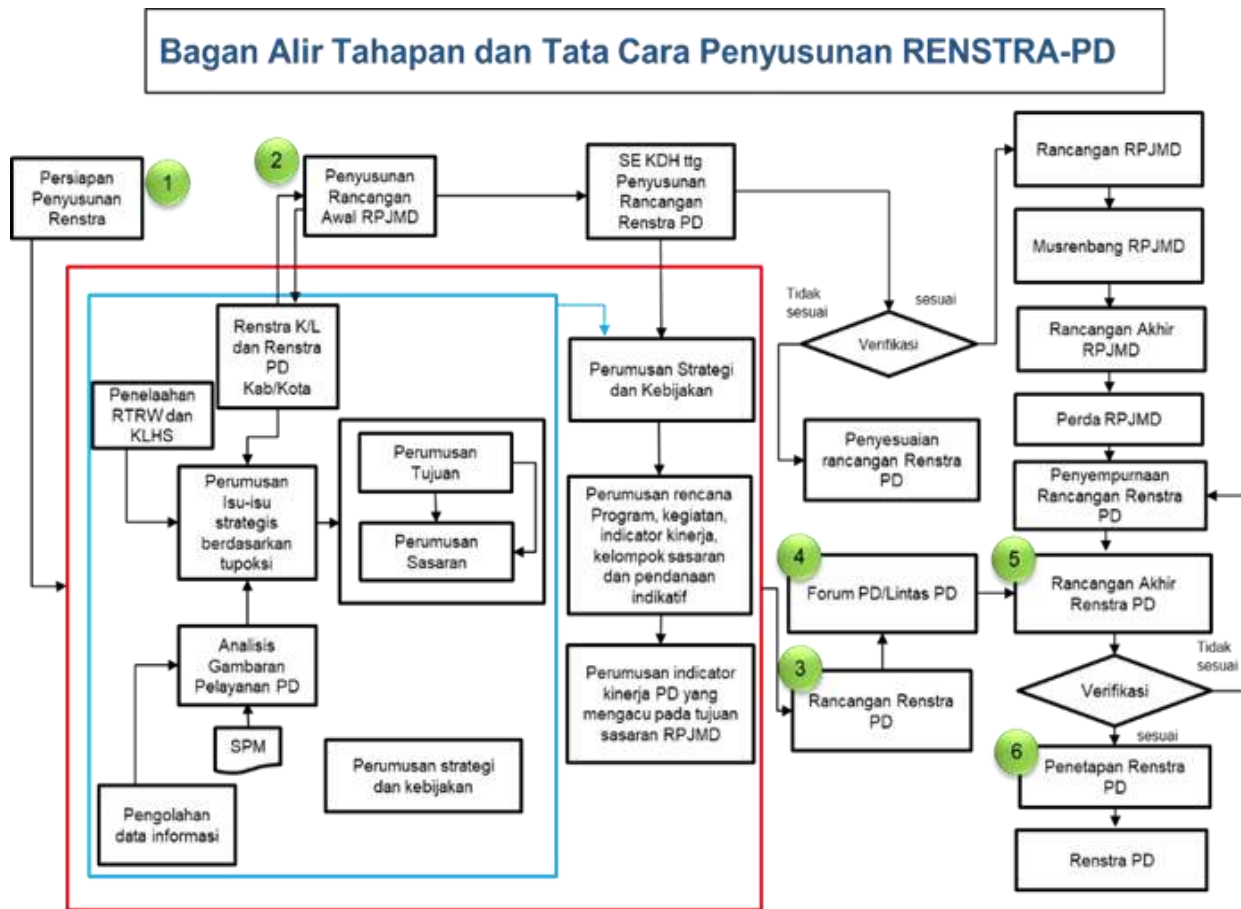 Bagan Alir Tahapan dan Tata Cara Penyusunan RENSTRA-PD
Persiapan
Penyusunan
Renstra
1
2
Penyusunan
Rancangan
Awal RPJMD
SE KDH ttg
Penyusunan
Rancangan
Renstra PD
Rancangan RPJMD
Musrenbang RPJMD
Tidak
sesuai
sesuai
Verifikasi
Rancangan Akhir
RPJMD
Renstra K/L
dan Renstra
PD
Kab/Kota
Perumusan Strategi
dan Kebijakan
Penelaahan
RTRW dan
KLHS
Perda RPJMD
Penyesuaian
rancangan Renstra
PD
Perumusan
Tujuan
Perumusan
Isu-isu
strategis
berdasarkan
tupoksi
Perumusan
Sasaran
Perumusan rencana
Program, kegiatan,
indikator kinerja,
kelompok sasaran
dan pendanaan
indikatif
Penyempurnaan
Rancangan Renstra
PD
4
Forum PD/Lintas PD
5
Rancangan Akhir
Renstra PD
Analisis
Gambaran
Pelayanan PD
Perumusan indicator
kinerja PD yang
mengacu pada tujuan
sasaran RPJMD
3
Rancangan Renstra
PD
Tidak
sesuai
Verifikasi
sesuai
SPM
Perumusan strategi
dan kebijakan
6
Penetapan Renstra
PD
Pengolahan
data informasi
Renstra PD